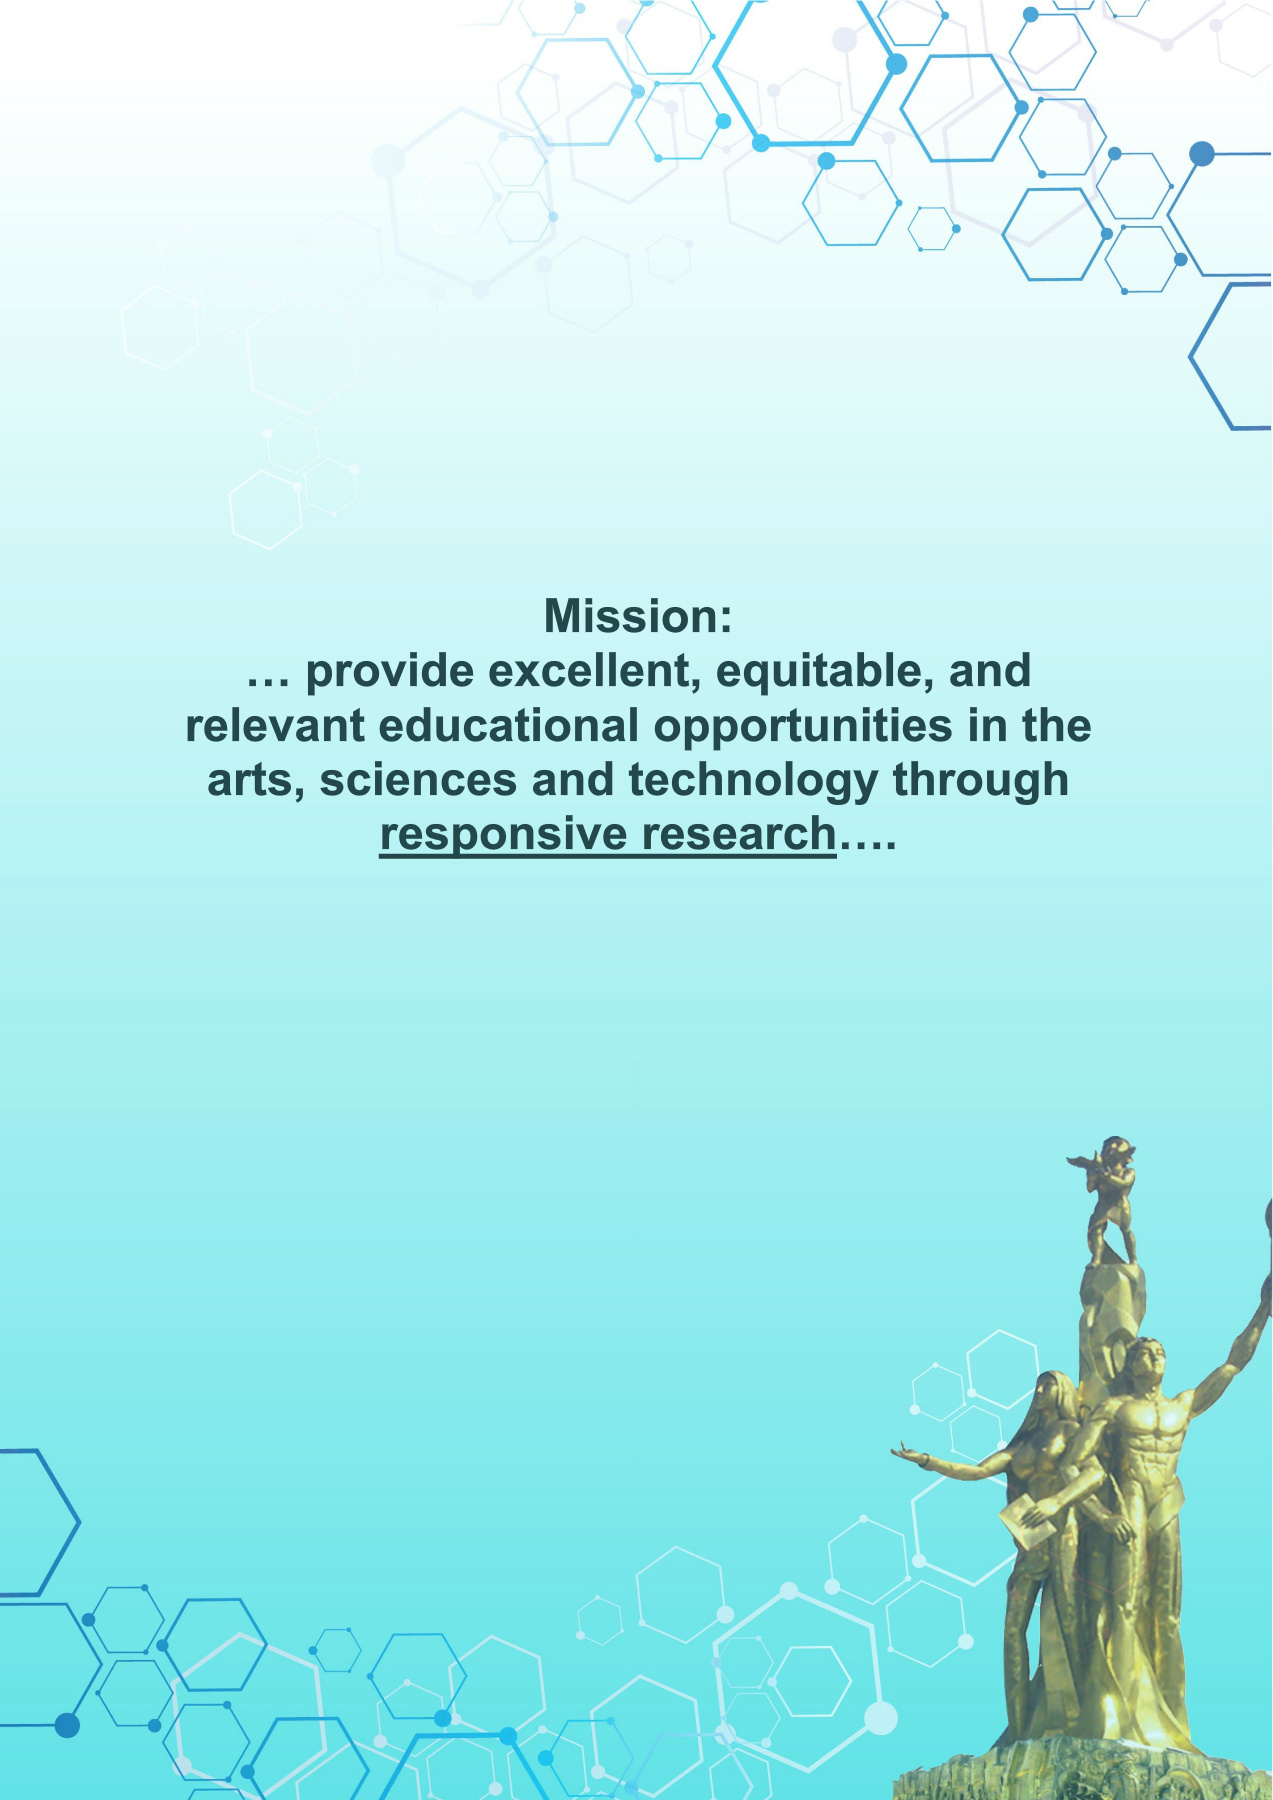 Mission:
… provide excellent, equitable, and
relevant educational opportunities in the
arts, sciences and technology through
responsive research….